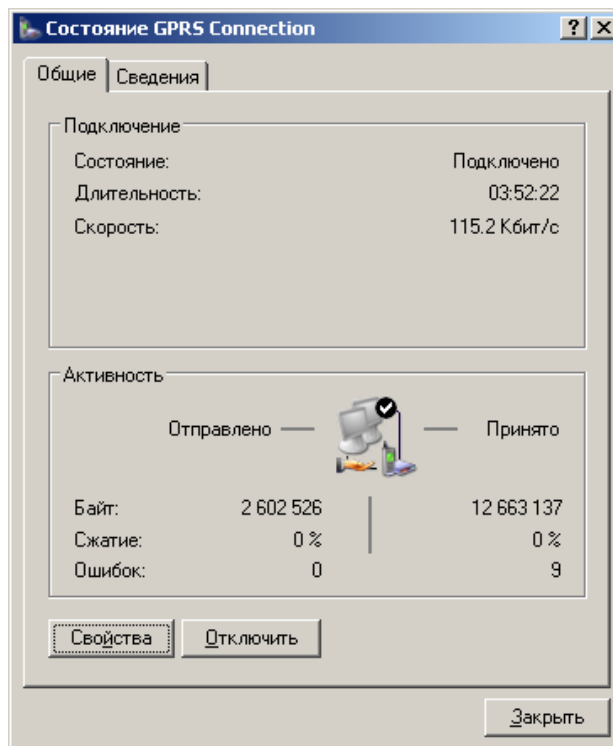 Состояние GPRS Connection
Общие Сведения
Подключение
Состояние: Подключено
Длительность: 03:52:22
Скорость: 115.2 Кбит/с
Активность
Отправлено Принято
Байт: 2 602 526 12 663 137
Сжатие: 0 % 0 %
Ошибок: 0 9
Свойства Отключить
Закрыть